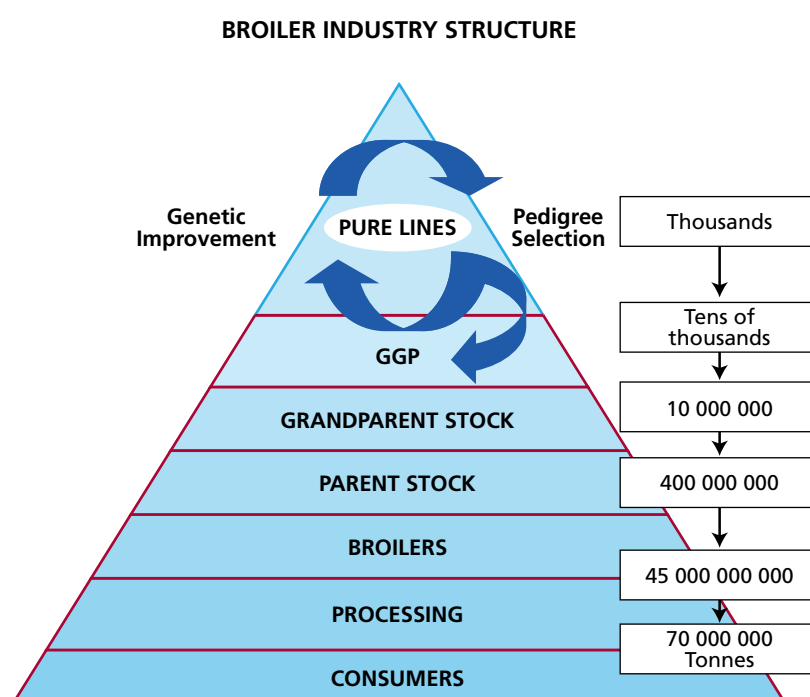 BROILER INDUSTRY STRUCTURE
Genetic
Improvement
PURE LINES
Pedigree
Selection
Thousands
Tens of
thousands
GGP
10 000 000
GRANDPARENT STOCK
400 000 000
PARENT STOCK
BROILERS
45 000 000 000
PROCESSING
70 000 000
Tonnes
CONSUMERS